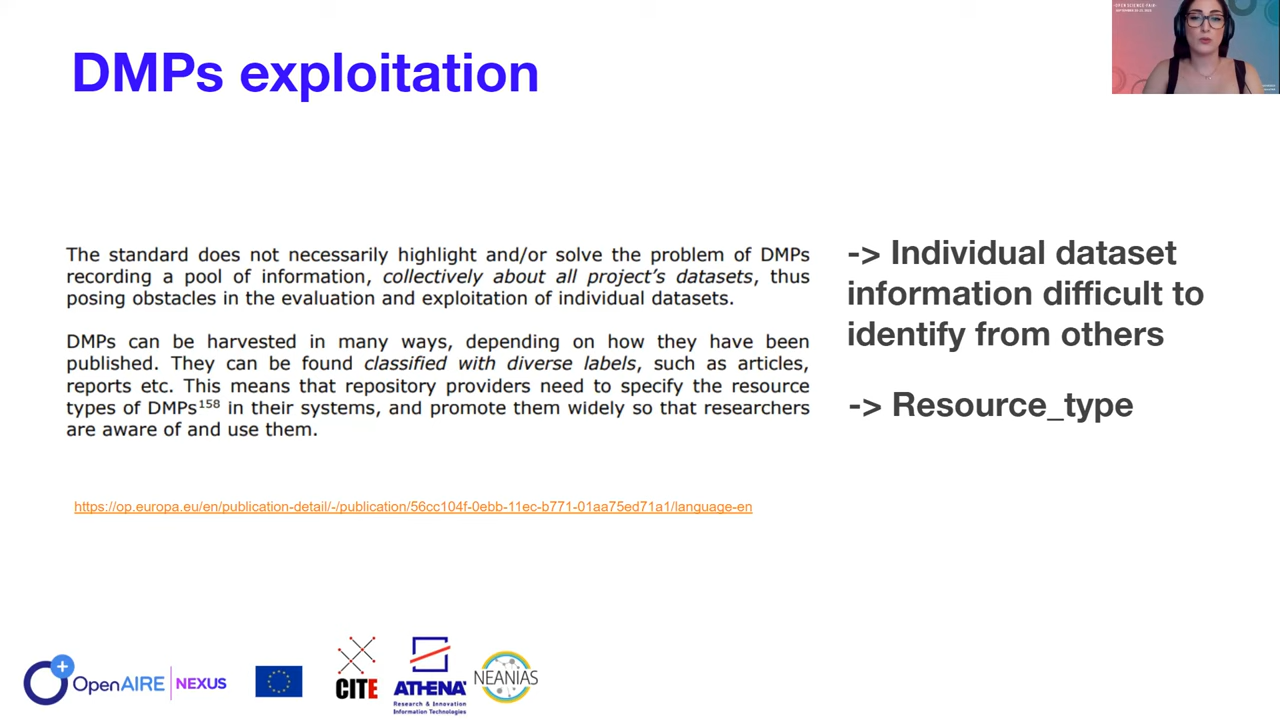 DMPs exploitation
OPEN SCIENCE FAIR
The standard does not necessarily highlight and/or solve the problem of DMPs
recording a pool of information, collectively about all project's datasets, thus
posing obstacles in the evaluation and exploitation of individual datasets.
DMPs can be harvested in many ways, depending on how they have been
published. They can be found classified with diverse labels, such as articles,
reports etc. This means that repository providers need to specify the resource
types of DMPs158 in their systems, and promote them widely so that researchers
are aware of and use them.
-> Individual dataset
information difficult to
identify from others
-> Resource_type
https://op.europa.eu/en/publication-detail/-/publication/56cc104f-0ebb-11ec-b771-01aa75ed71a1/language-en
OpenAIRE NEXUS
CITE
ATHENA
Research & Innovation
Information Technologies
NEANIAS